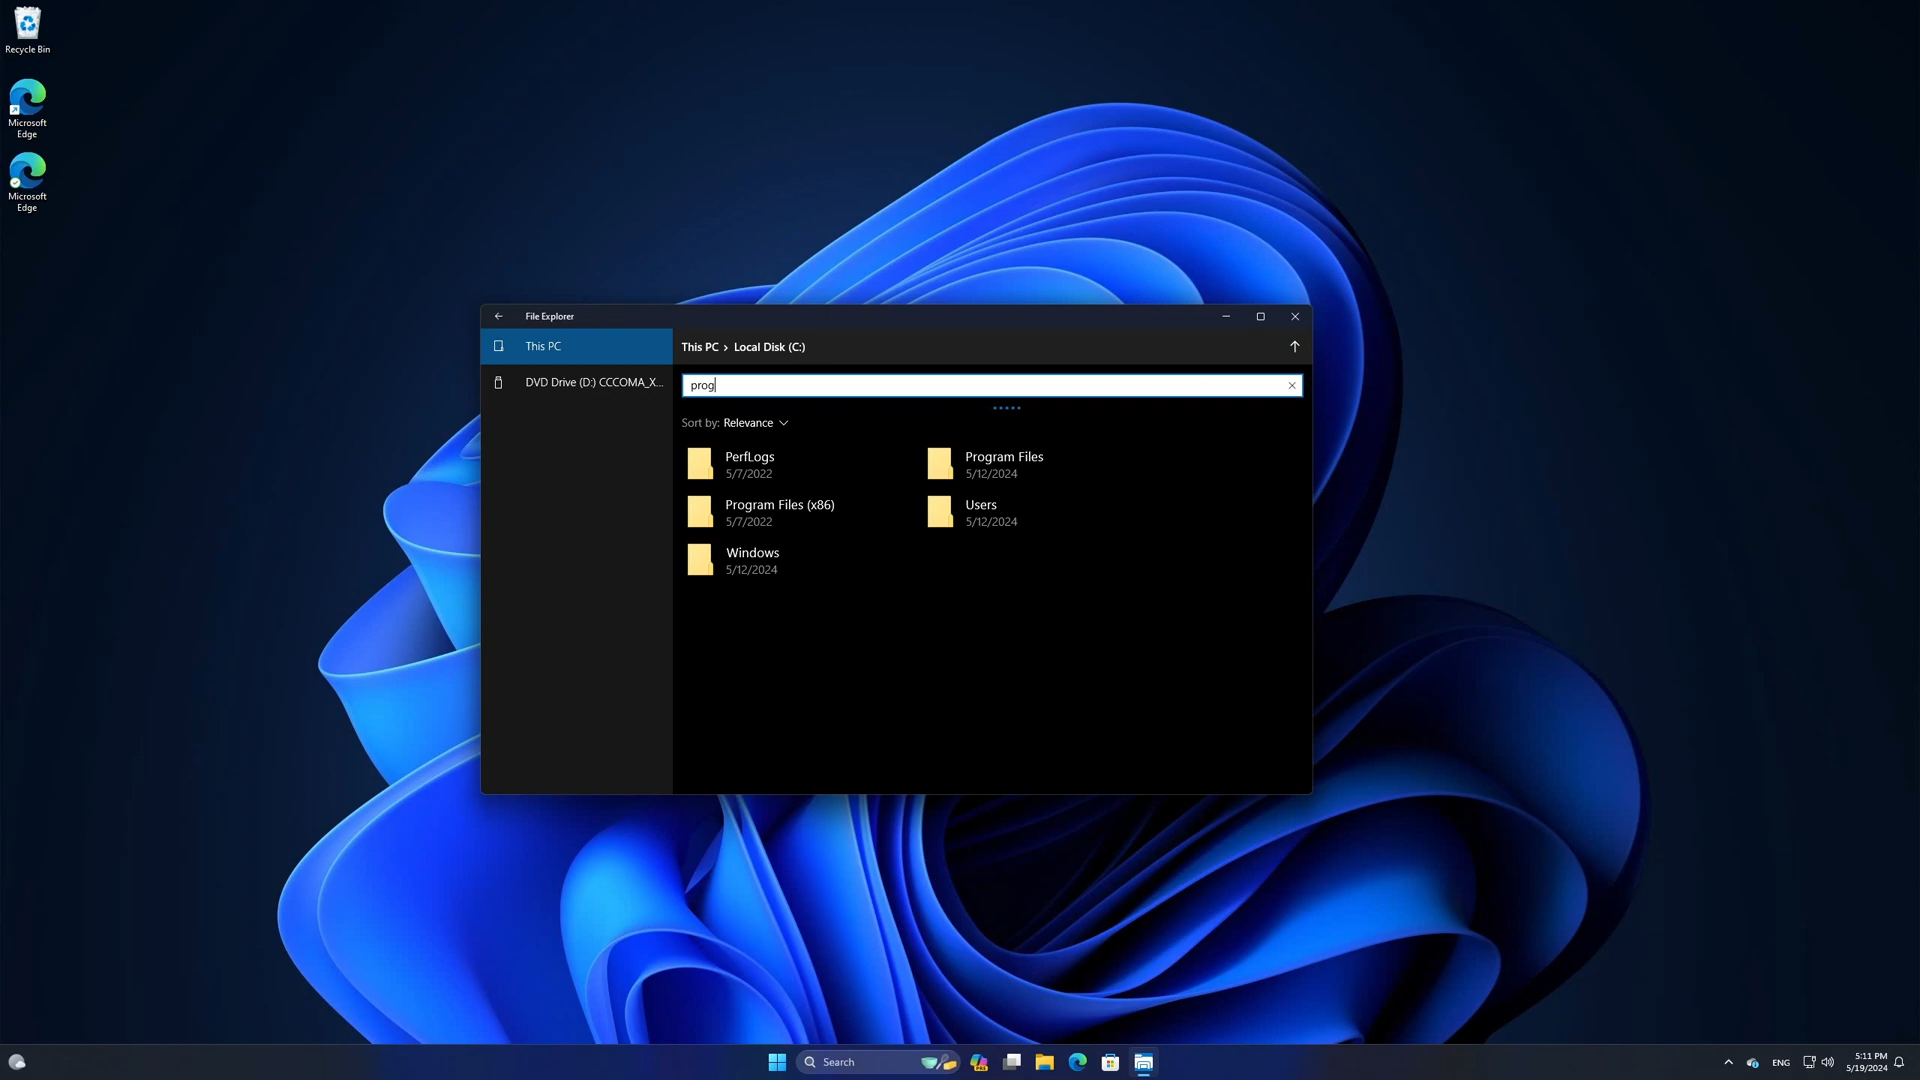 Recycle Bin
Microsoft
Edge
Microsoft
Edge
File Explorer
This PC
DVD Drive (D:) CCCOMA_X...
This PC › Local Disk (C:)
prog
Sort by: Relevance
PerfLogs
5/7/2022
Program Files
5/12/2024
Program Files (x86)
5/7/2022
Users
5/12/2024
Windows
5/12/2024
Search
PRE
ENG
5:11 PM
5/19/2024